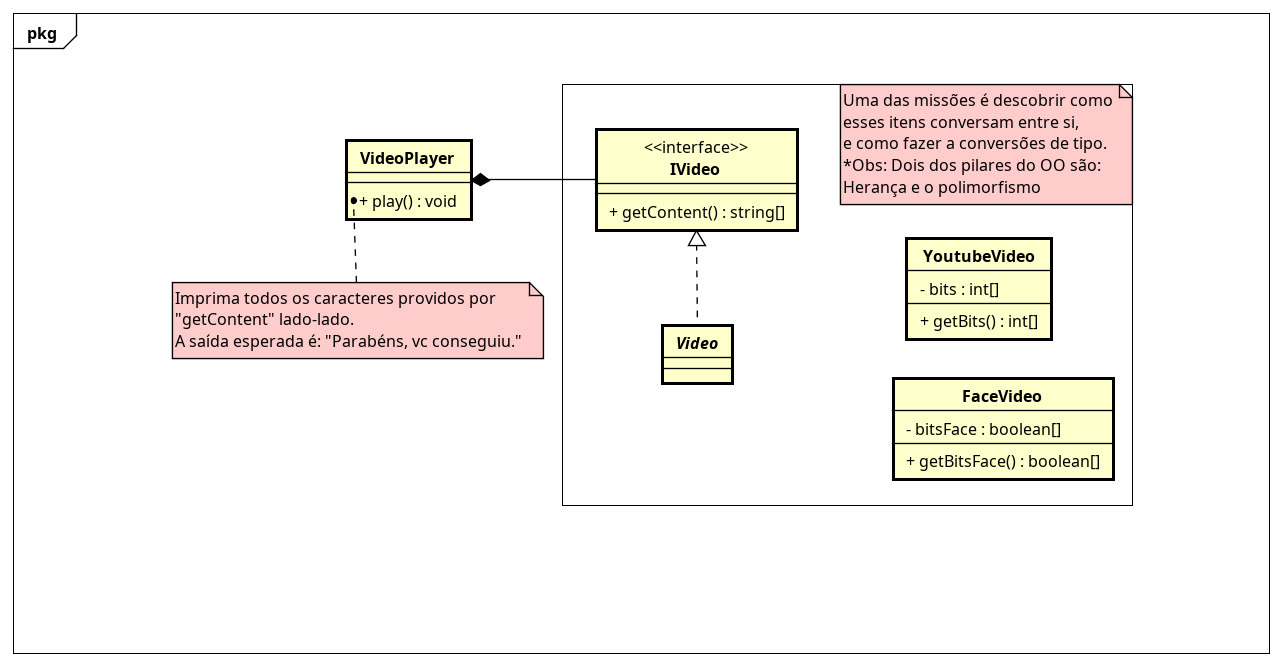 pkg
VideoPlayer
+ play() : void
Imprima todos os caracteres providos por
"getContent" lado-lado.
A saída esperada é: "Parabéns, vc conseguiu."
<<interface>>
IVideo
+ getContent() : string[]
Video
Uma das missões é descobrir como
esses itens conversam entre si,
e como fazer a conversões de tipo.
*Obs: Dois dos pilares do OO são:
Herança e o polimorfismo
YoutubeVideo
- bits : int[]
+ getBits() : int[]
FaceVideo
- bitsFace : boolean[]
+ getBitsFace() : boolean[]